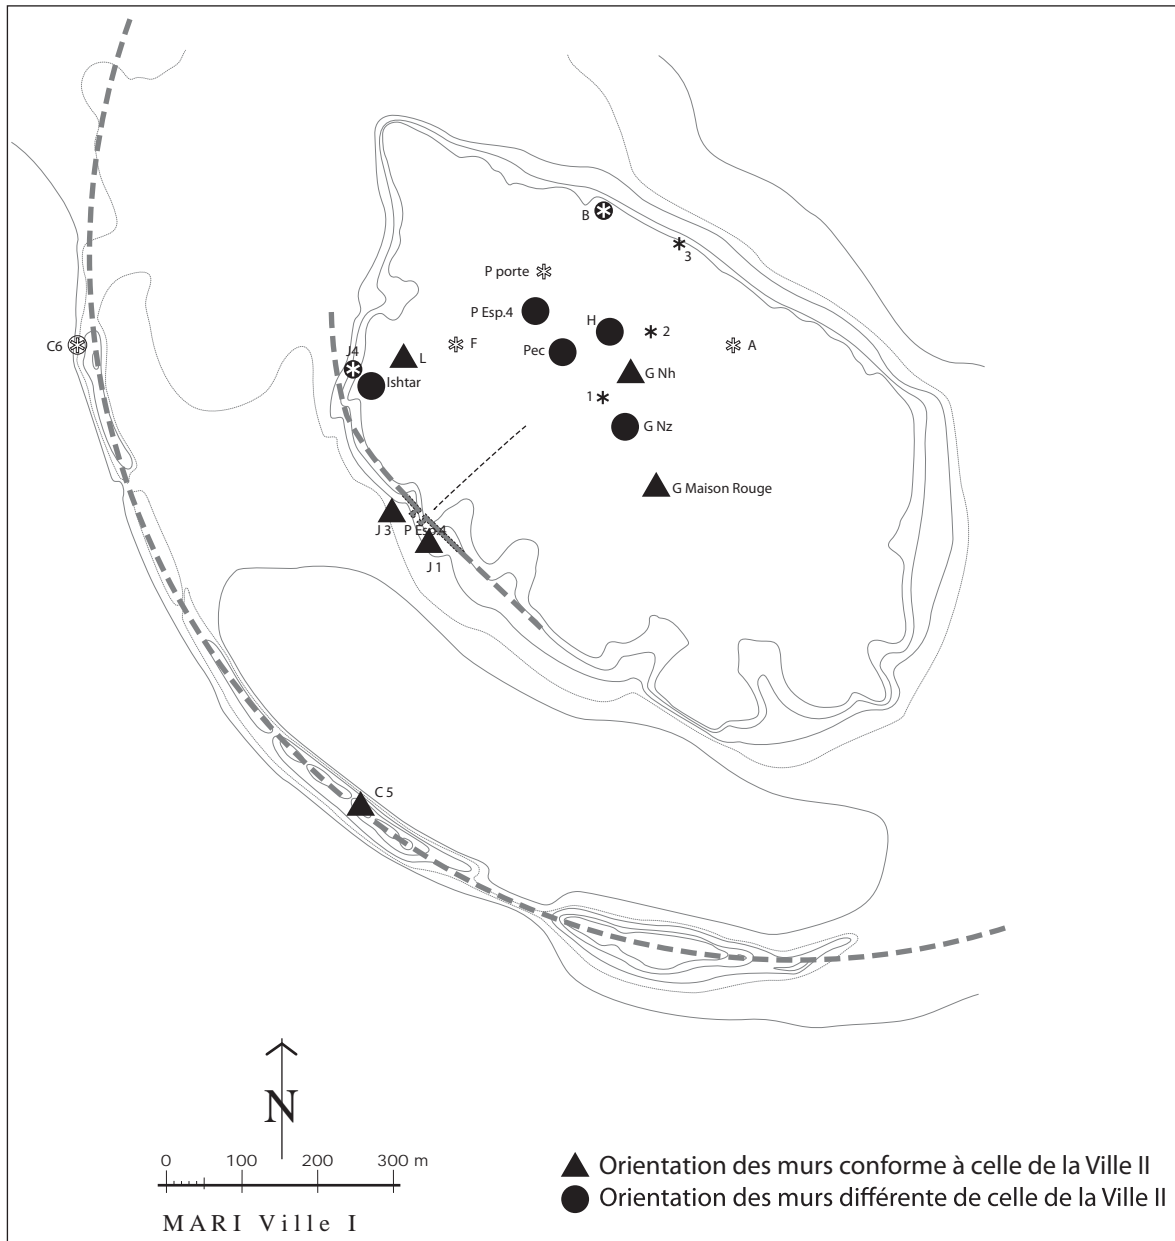 B
3
P porte
P Esp.4
H
2
A
C6
J4
F
Pec
L
Ishtar
G Nh
1
G Nz
G Maison Rouge
J 3
P Esp.4
J 1
C 5
N
0 100 200 300 m
MARI Ville I
Orientation des murs conforme à celle de la Ville II
Orientation des murs différente de celle de la Ville II